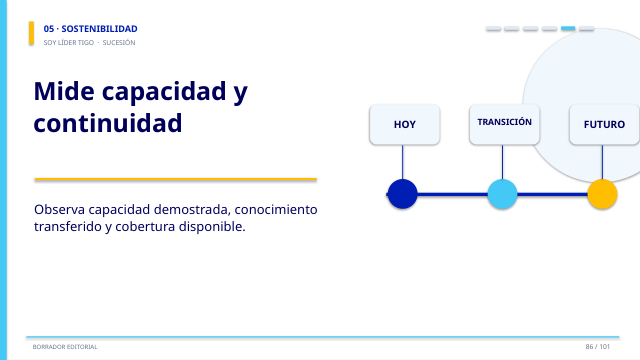 05 · SOSTENIBILIDAD
SOY LÍDER TIGO · SUCESIÓN
Mide capacidad y
continuidad
Observa capacidad demostrada, conocimiento
transferido y cobertura disponible.
HOY
TRANSICIÓN
FUTURO
BORRADOR EDITORIAL
86 / 101